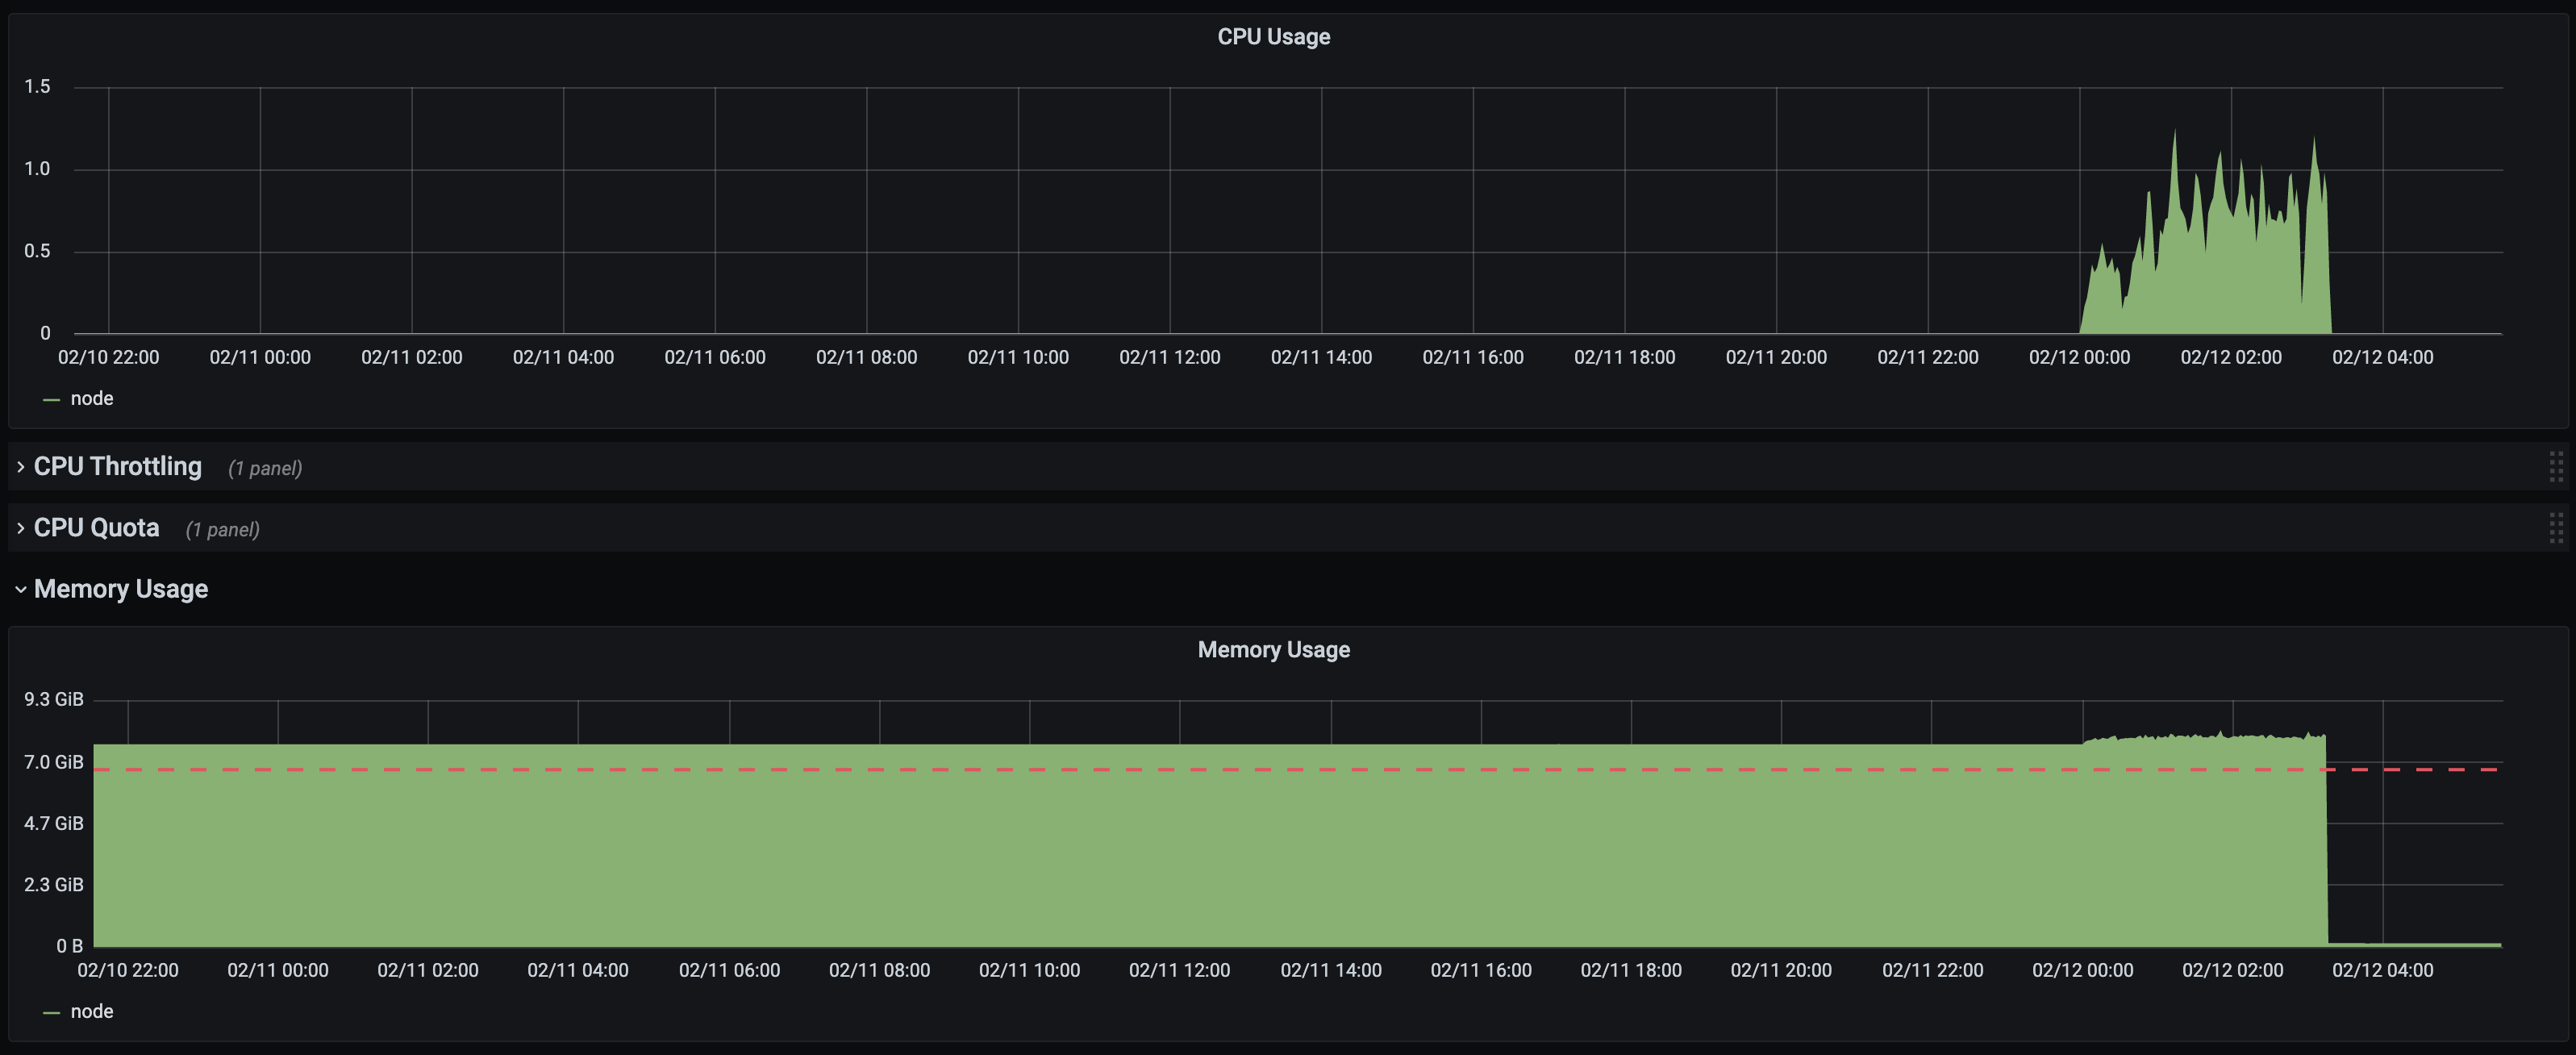 CPU Usage
1.5
1.0
0.5
0
02/10 22:00 02/11 00:00 02/11 02:00 02/11 04:00 02/11 06:00 02/11 08:00 02/11 10:00 02/11 12:00 02/11 14:00 02/11 16:00 02/11 18:00 02/11 20:00 02/11 22:00 02/12 00:00 02/12 02:00 02/12 04:00
node
CPU Throttling (1 panel)
CPU Quota (1 panel)
Memory Usage
Memory Usage
9.3 GiB
7.0 GiB
4.7 GiB
2.3 GiB
0 B
02/10 22:00 02/11 00:00 02/11 02:00 02/11 04:00 02/11 06:00 02/11 08:00 02/11 10:00 02/11 12:00 02/11 14:00 02/11 16:00 02/11 18:00 02/11 20:00 02/11 22:00 02/12 00:00 02/12 02:00 02/12 04:00
node